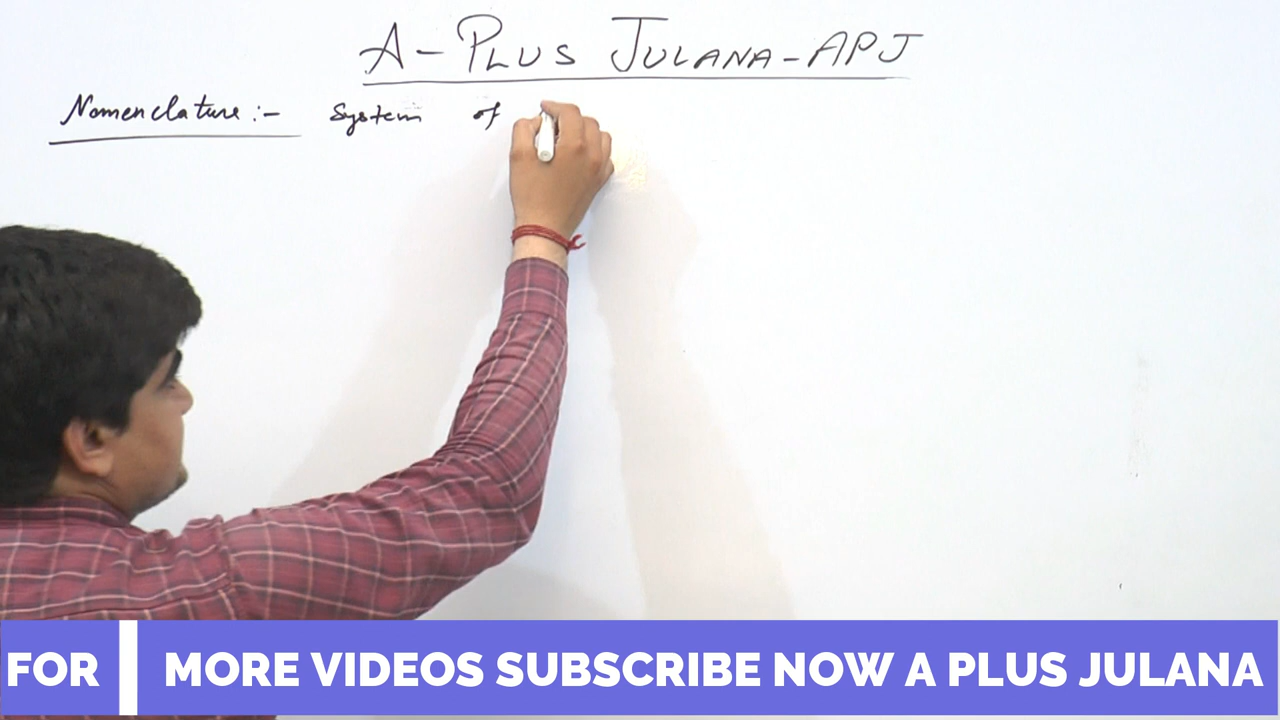 A - PLUS JULANA - APJ
Nomenclature :- System of
FOR MORE VIDEOS SUBSCRIBE NOW A PLUS JULANA